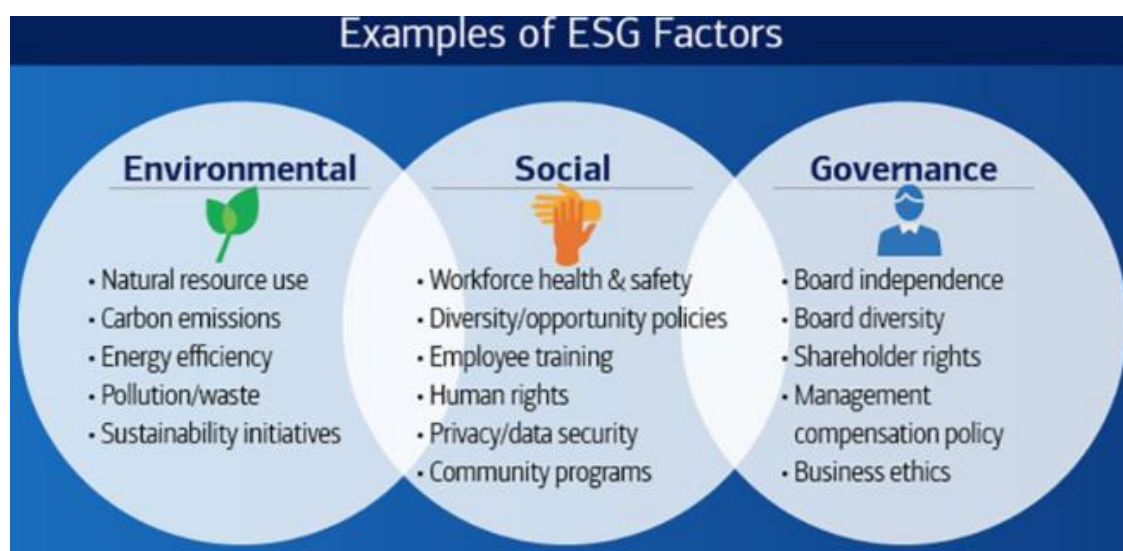 Examples of ESG Factors
Environmental
• Natural resource use
• Carbon emissions
• Energy efficiency
• Pollution/waste
• Sustainability initiatives
Social
• Workforce health & safety
• Diversity/opportunity policies
• Employee training
• Human rights
• Privacy/data security
• Community programs
Governance
• Board independence
• Board diversity
• Shareholder rights
• Management
compensation policy
• Business ethics